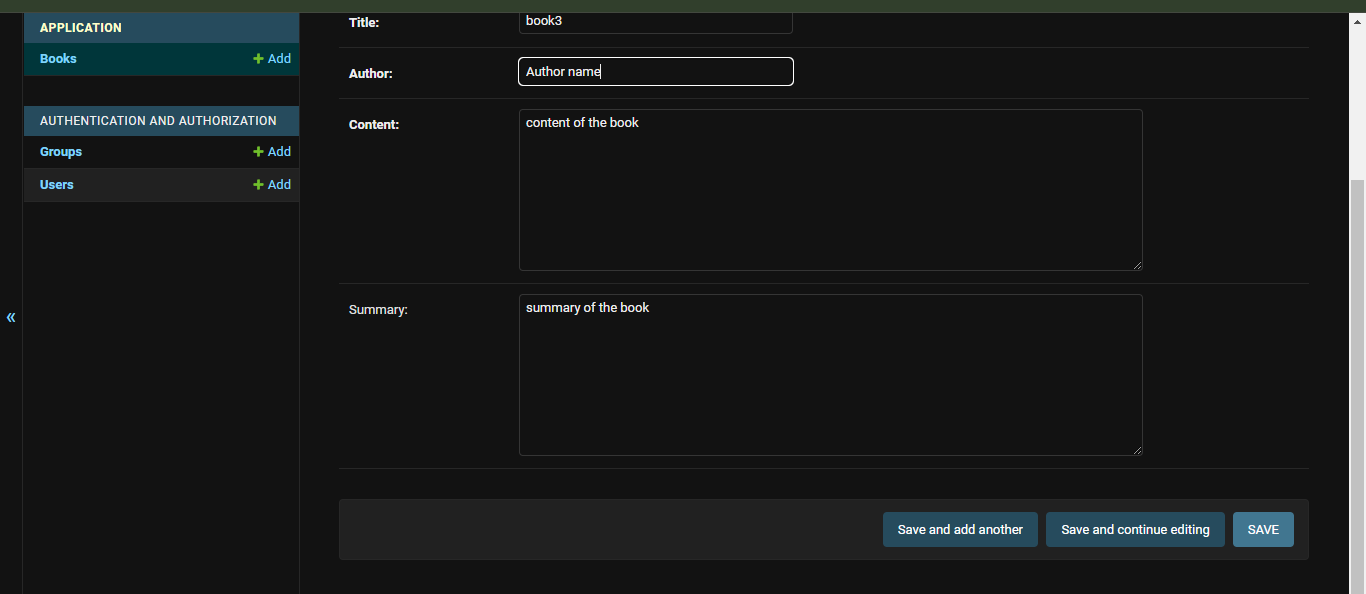 APPLICATION
Books
+ Add
AUTHENTICATION AND AUTHORIZATION
Groups
+ Add
Users
+ Add
«
Title:
book3
Author:
Author name
Content:
content of the book
Summary:
summary of the book
Save and add another
Save and continue editing
SAVE